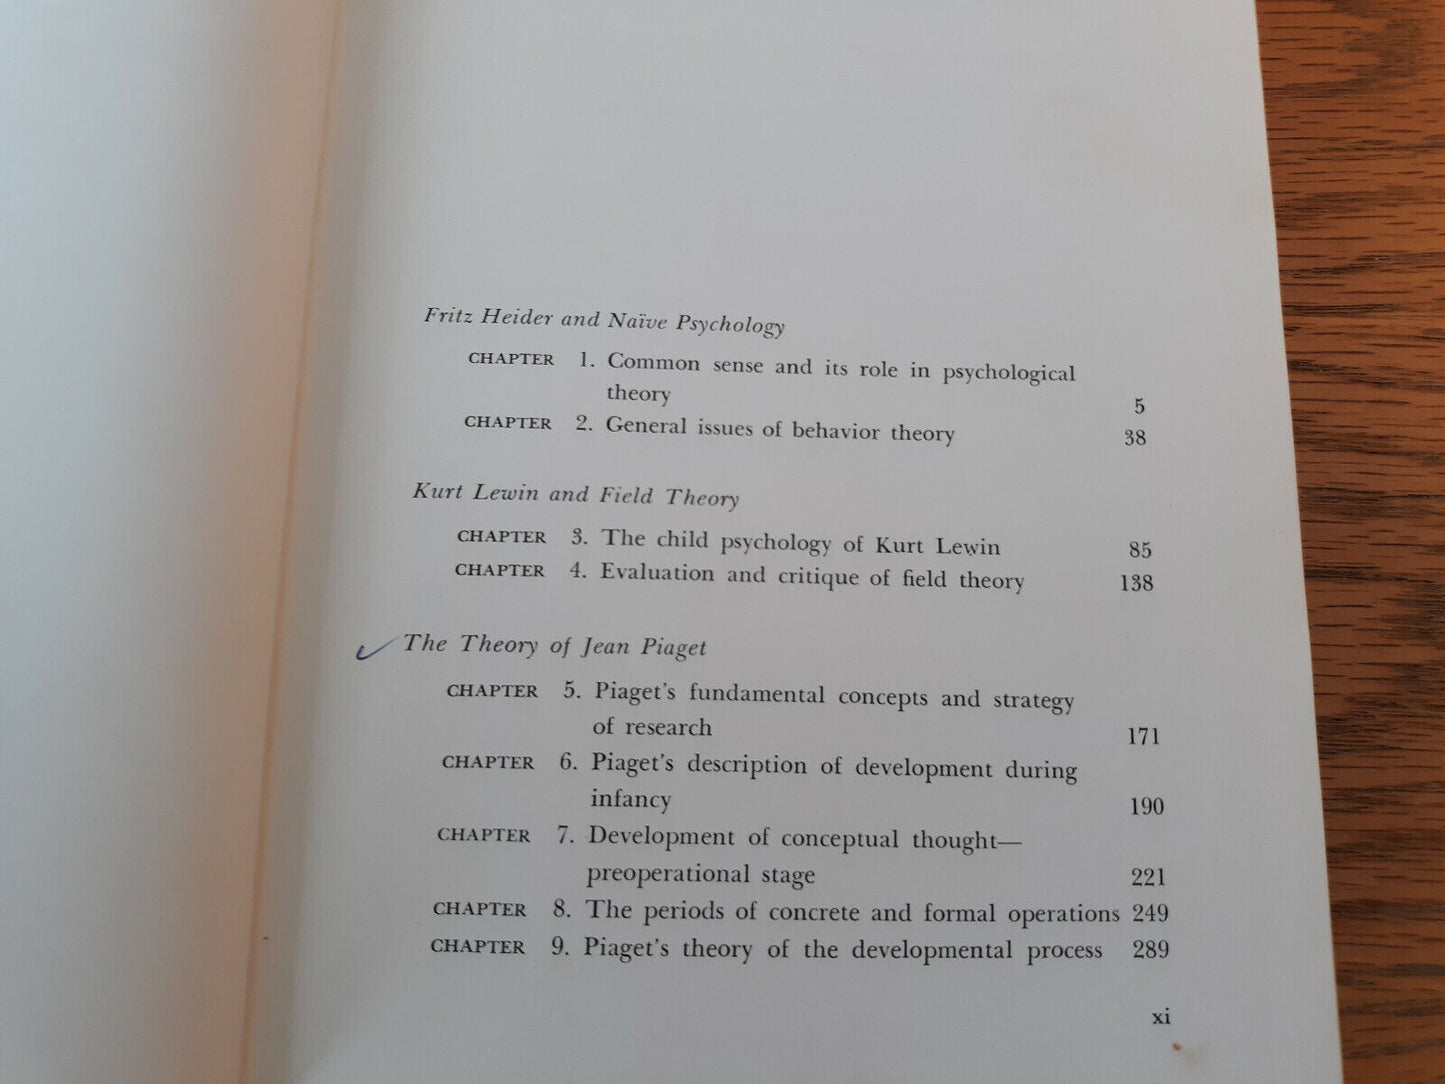 Fritz Heider and Naïve Psychology
CHAPTER 1. Common sense and its role in psychological
theory 5
CHAPTER 2. General issues of behavior theory 38
Kurt Lewin and Field Theory
CHAPTER 3. The child psychology of Kurt Lewin 85
CHAPTER 4. Evaluation and critique of field theory 138
The Theory of Jean Piaget
CHAPTER 5. Piaget's fundamental concepts and strategy
of research 171
CHAPTER 6. Piaget's description of development during
infancy 190
CHAPTER 7. Development of conceptual thought—
preoperational stage 221
CHAPTER 8. The periods of concrete and formal operations 249
CHAPTER 9. Piaget's theory of the developmental process 289
xi